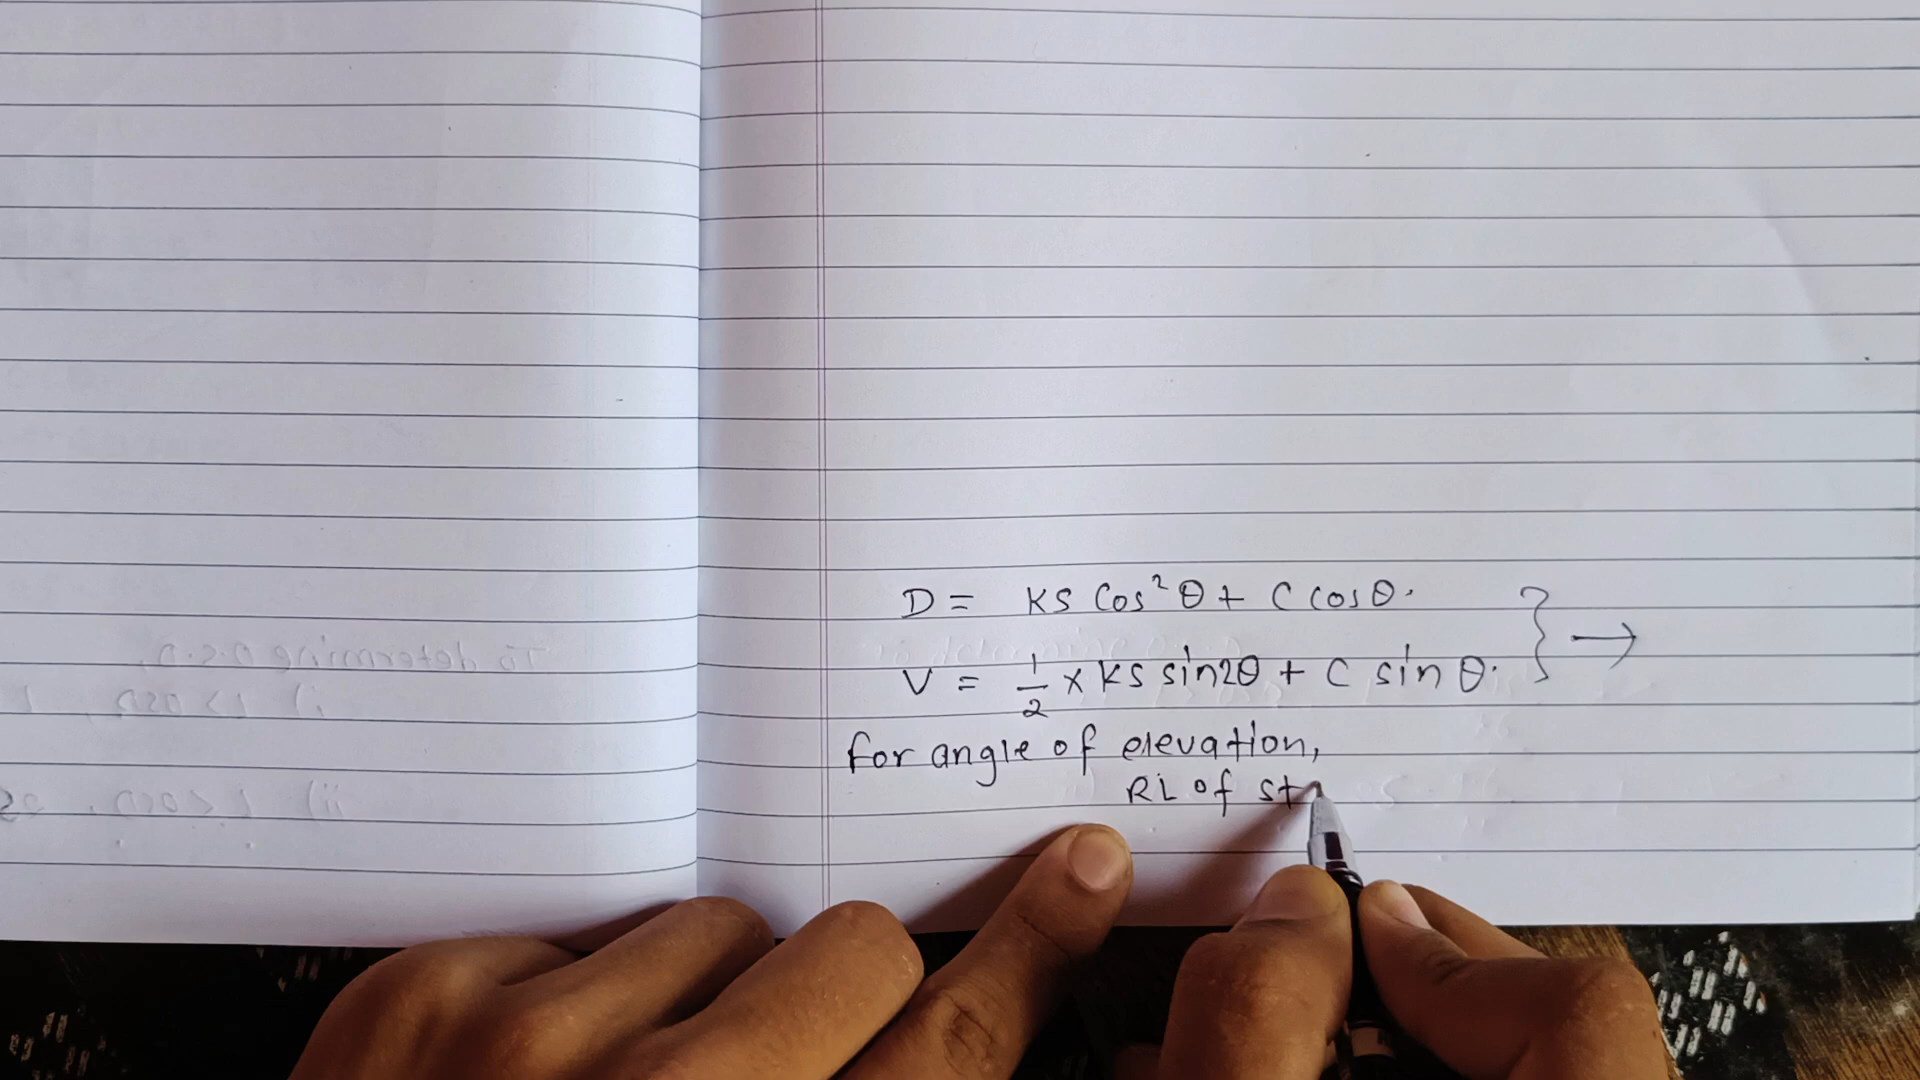 D = KS Cos²θ + C cosθ.
V = 1/2 × KS sin2θ + C sin θ. } →
for angle of elevation,
RL of st